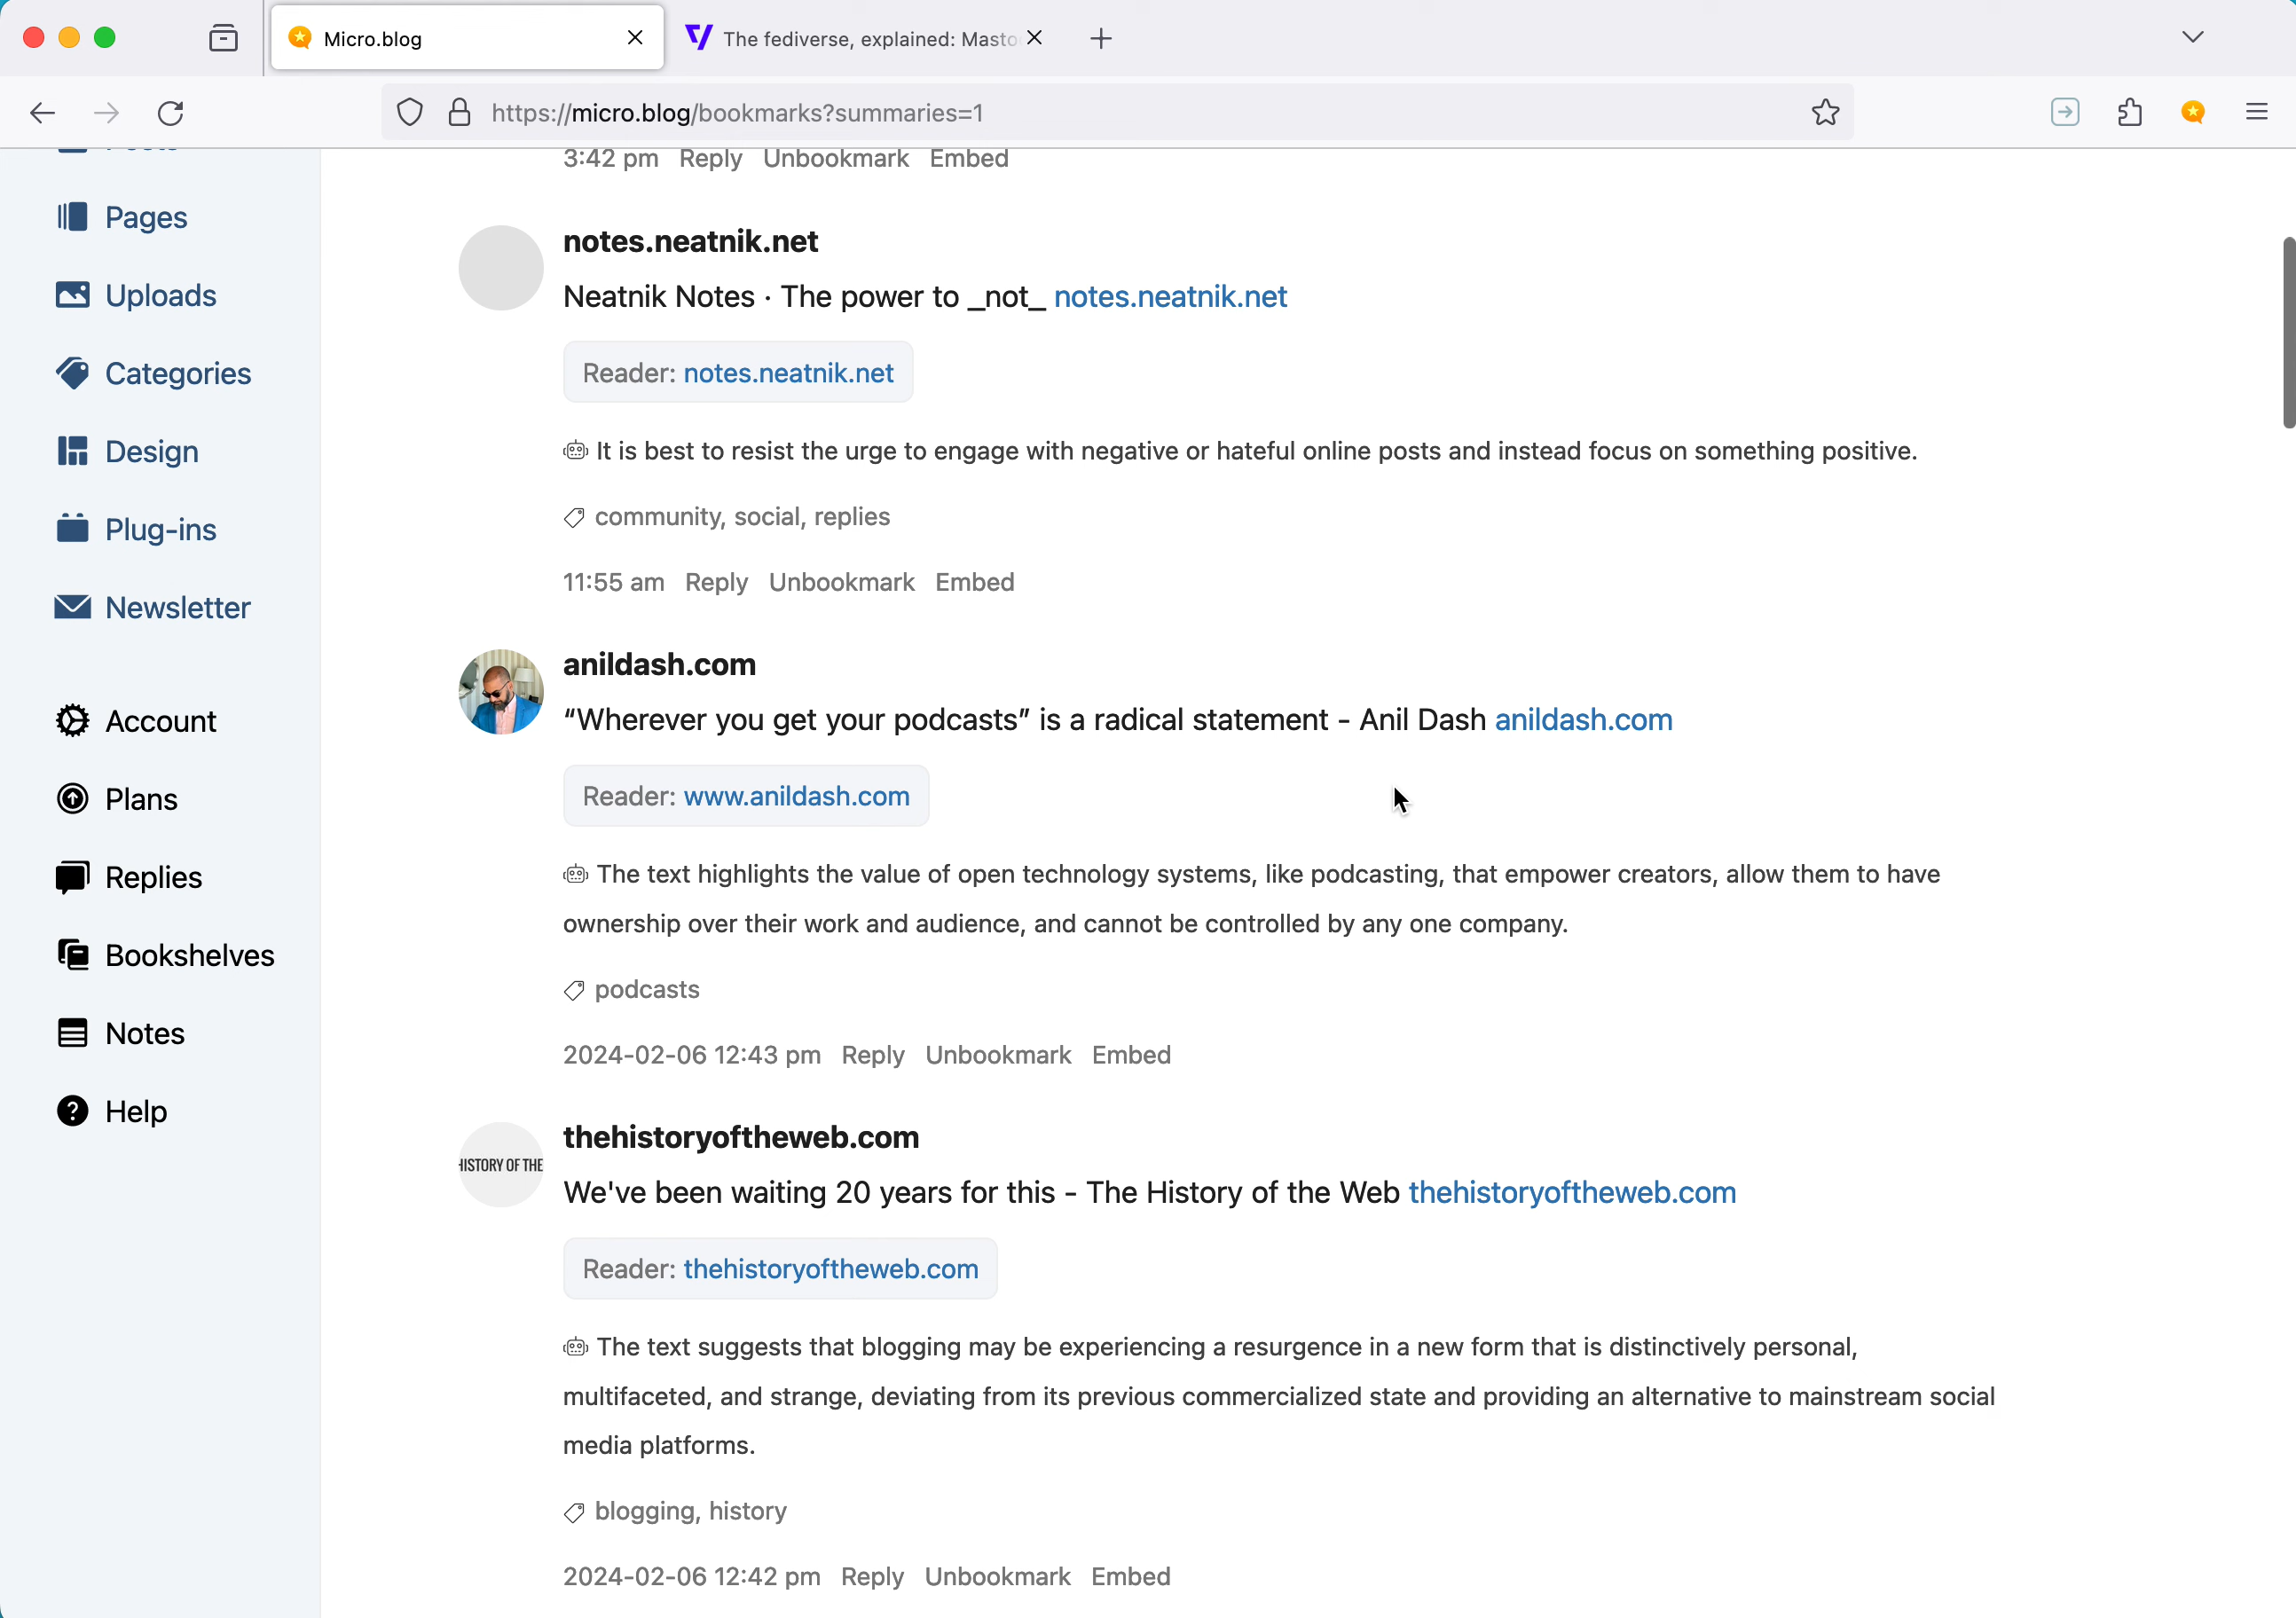 Micro.blog
The fediverse, explained: Masto
https://micro.blog/bookmarks?summaries=1
Pages
Uploads
Categories
Design
Plug-ins
Newsletter
Account
Plans
Replies
Bookshelves
Notes
Help
3:42 pm Reply Unbookmark Embed
notes.neatnik.net
Neatnik Notes · The power to _not_ notes.neatnik.net
Reader: notes.neatnik.net
It is best to resist the urge to engage with negative or hateful online posts and instead focus on something positive.
community, social, replies
11:55 am Reply Unbookmark Embed
anildash.com
“Wherever you get your podcasts” is a radical statement - Anil Dash anildash.com
Reader: www.anildash.com
The text highlights the value of open technology systems, like podcasting, that empower creators, allow them to have
ownership over their work and audience, and cannot be controlled by any one company.
podcasts
2024-02-06 12:43 pm Reply Unbookmark Embed
HISTORY OF THE
thehistoryoftheweb.com
We've been waiting 20 years for this - The History of the Web thehistoryoftheweb.com
Reader: thehistoryoftheweb.com
The text suggests that blogging may be experiencing a resurgence in a new form that is distinctively personal,
multifaceted, and strange, deviating from its previous commercialized state and providing an alternative to mainstream social
media platforms.
blogging, history
2024-02-06 12:42 pm Reply Unbookmark Embed